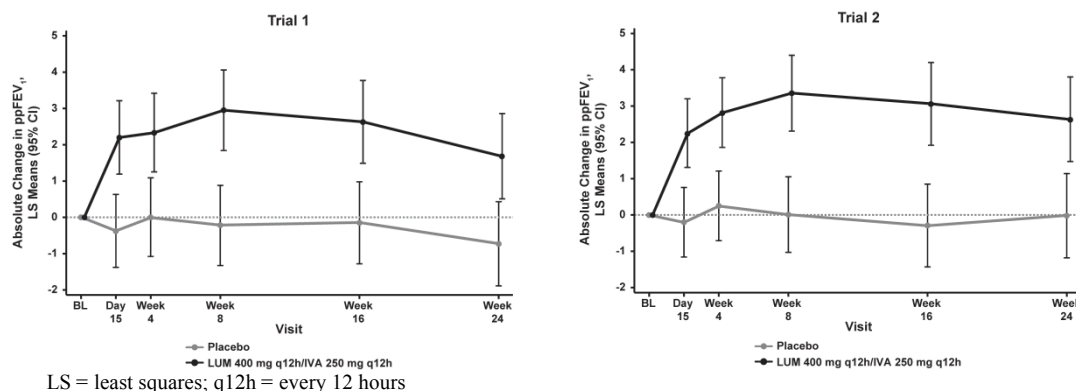 Trial 1
Absolute Change in ppFEV1,
LS Means (95% CI)
5
4
3
2
1
0
-1
-2
BL
Day
15
Week
4
Week
8
Week
16
Week
24
Visit
Placebo
LUM 400 mg q12h/IVA 250 mg q12h
Trial 2
Absolute Change in ppFEV1,
LS Means (95% CI)
5
4
3
2
1
0
-1
-2
BL
Day
15
Week
4
Week
8
Week
16
Week
24
Visit
Placebo
LUM 400 mg q12h/IVA 250 mg q12h
LS = least squares; q12h = every 12 hours